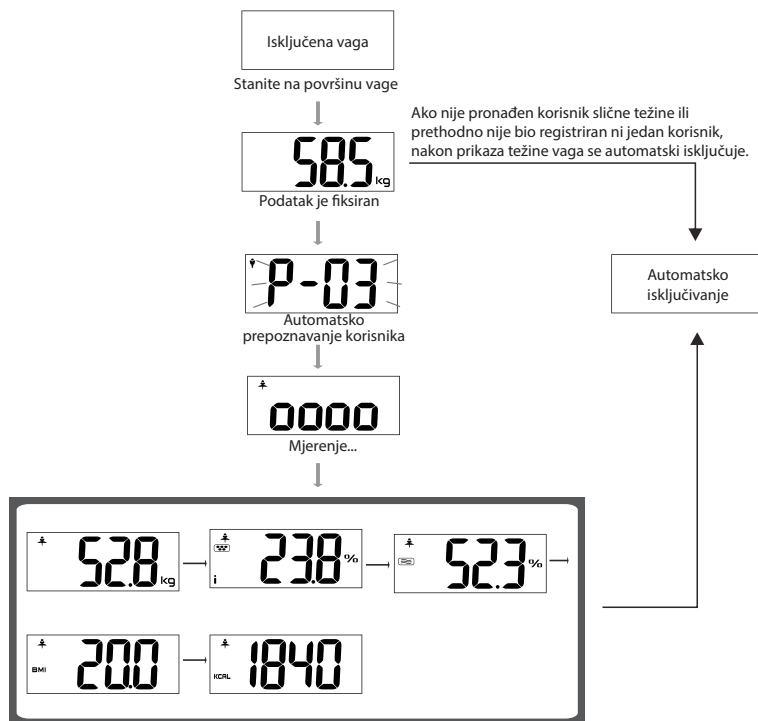 Isključena vaga
Stanite na površinu vage
Ako nije pronađen korisnik slične težine ili
prethodno nije bio registriran ni jedan korisnik,
nakon prikaza težine vaga se automatski isključuje.
58.5 kg
Podatak je fiksiran
P-03
Automatsko
prepoznavanje korisnika
Automatsko
isključivanje
oooo
Mjerenje...
52.8 kg
i 23.8 %
52.3 %
BMI 20.0
KCAL 1840